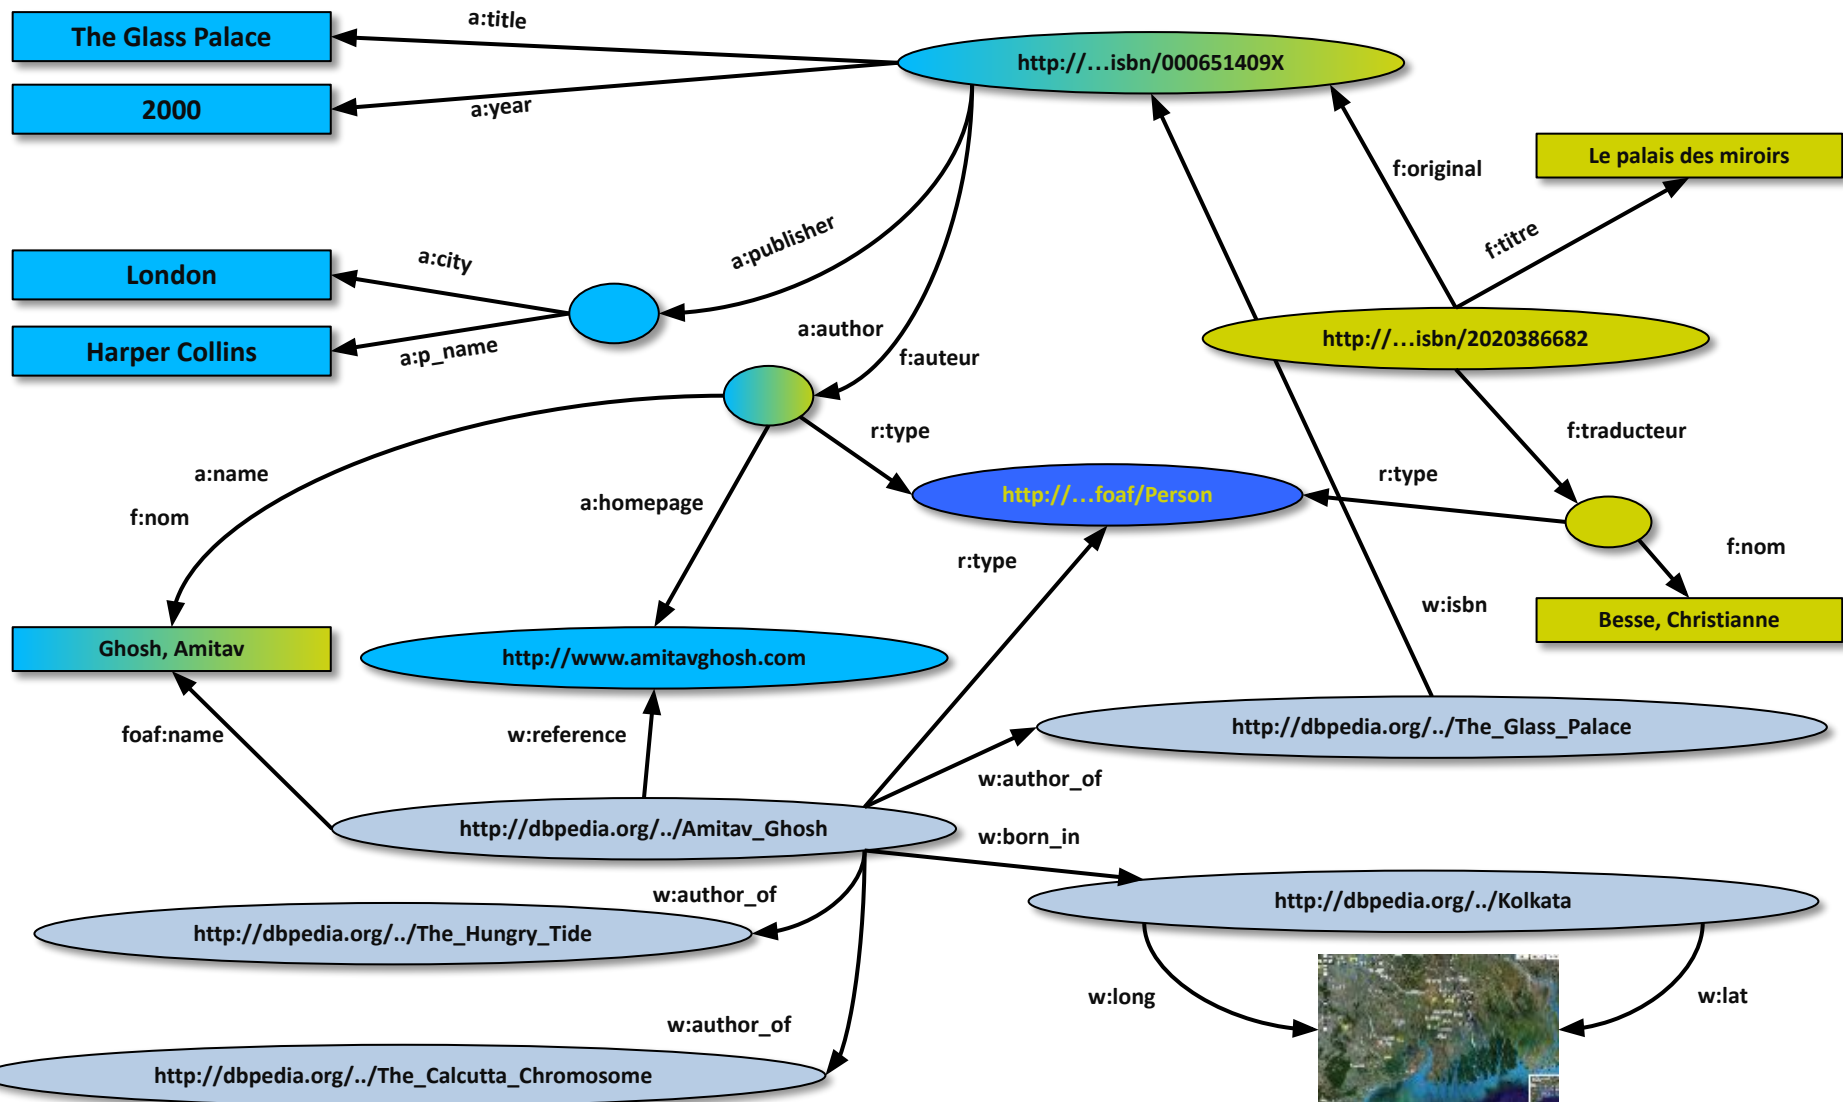 a:title
The Glass Palace
http://...isbn/000651409X
2000
a:year
Le palais des miroirs
f:original
f:titre
a:publisher
a:city
London
a:author
http://...isbn/2020386682
Harper Collins
a:p_name
f:auteur
r:type
f:traducteur
a:name
r:type
http://...foaf/Person
a:homepage
f:nom
f:nom
r:type
w:isbn
Besse, Christianne
Ghosh, Amitav
http://www.amitavghosh.com
http://dbpedia.org/../The_Glass_Palace
foaf:name
w:reference
w:author_of
http://dbpedia.org/../Amitav_Ghosh
w:born_in
w:author_of
http://dbpedia.org/../Kolkata
http://dbpedia.org/../The_Hungry_Tide
w:long
w:lat
w:author_of
http://dbpedia.org/../The_Calcutta_Chromosome